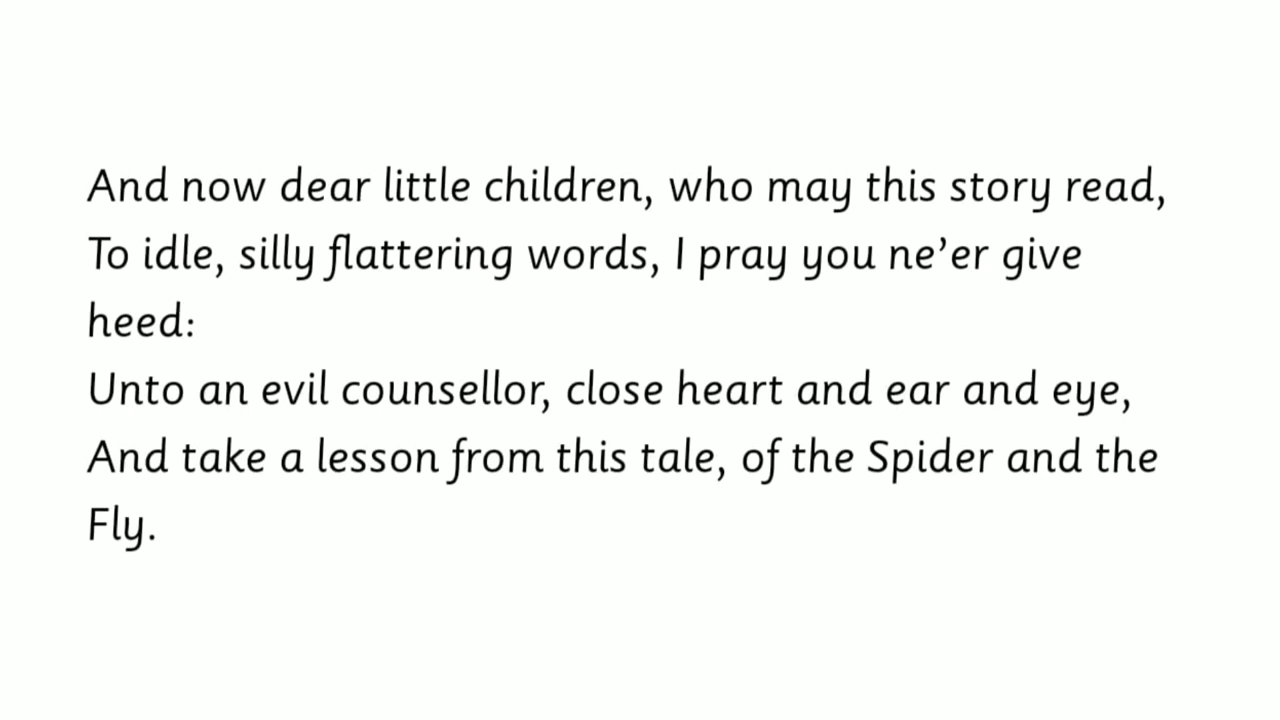 And now dear little children, who may this story read,
To idle, silly flattering words, I pray you ne’er give
heed:
Unto an evil counsellor, close heart and ear and eye,
And take a lesson from this tale, of the Spider and the
Fly.